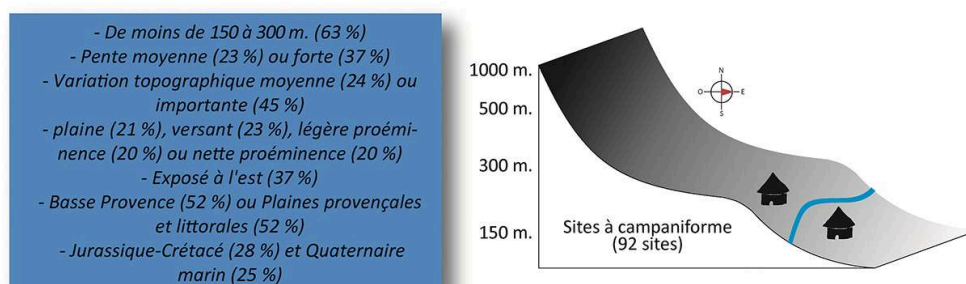 - De moins de 150 à 300 m. (63 %)
- Pente moyenne (23 %) ou forte (37 %)
- Variation topographique moyenne (24 %) ou
importante (45 %)
- plaine (21 %), versant (23 %), légère proémi-
nence (20 %) ou nette proéminence (20 %)
- Exposé à l'est (37 %)
- Basse Provence (52 %) ou Plaines provençales
et littorales (52 %)
- Jurassique-Crétacé (28 %) et Quaternaire
marin (25 %)
1000 m.
500 m.
300 m.
150 m.
N
O
E
S
Sites à campaniforme
(92 sites)